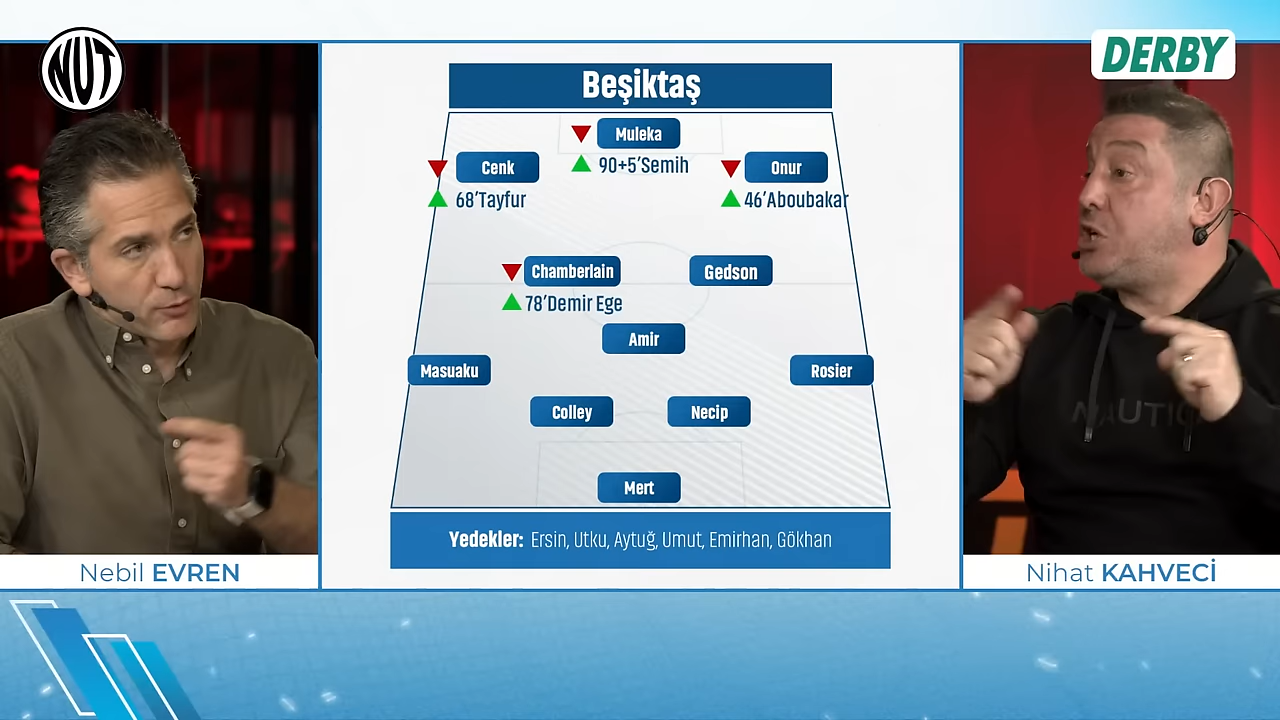 NUT
DERBY
Beşiktaş
Muleka
90+5'Semih
Cenk
68'Tayfur
Onur
46'Aboubakar
Chamberlain
78'Demir Ege
Gedson
Amir
Masuaku
Rosier
Colley
Necip
Mert
Yedekler: Ersin, Utku, Aytuğ, Umut, Emirhan, Gökhan
NAUTICA
Nebil EVREN
Nihat KAHVECİ